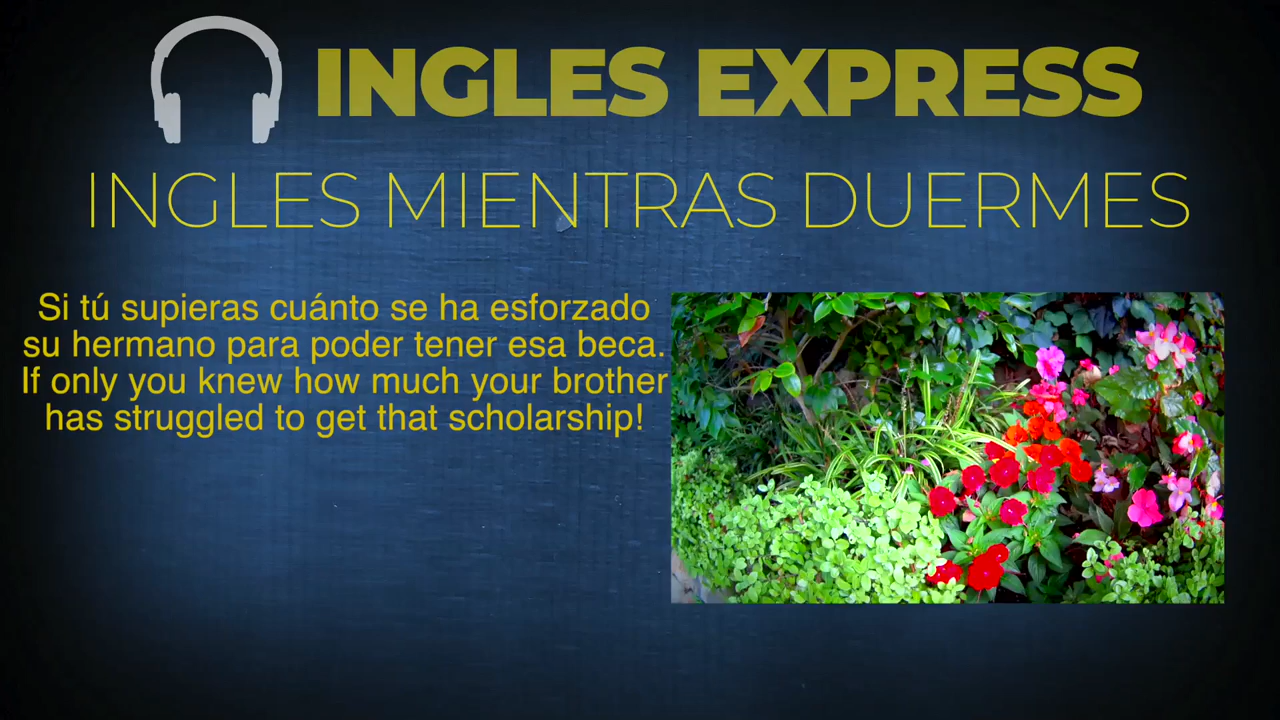 INGLES EXPRESS
INGLES MIENTRAS DUERMES
Si tú supieras cuánto se ha esforzado
su hermano para poder tener esa beca.
If only you knew how much your brother
has struggled to get that scholarship!